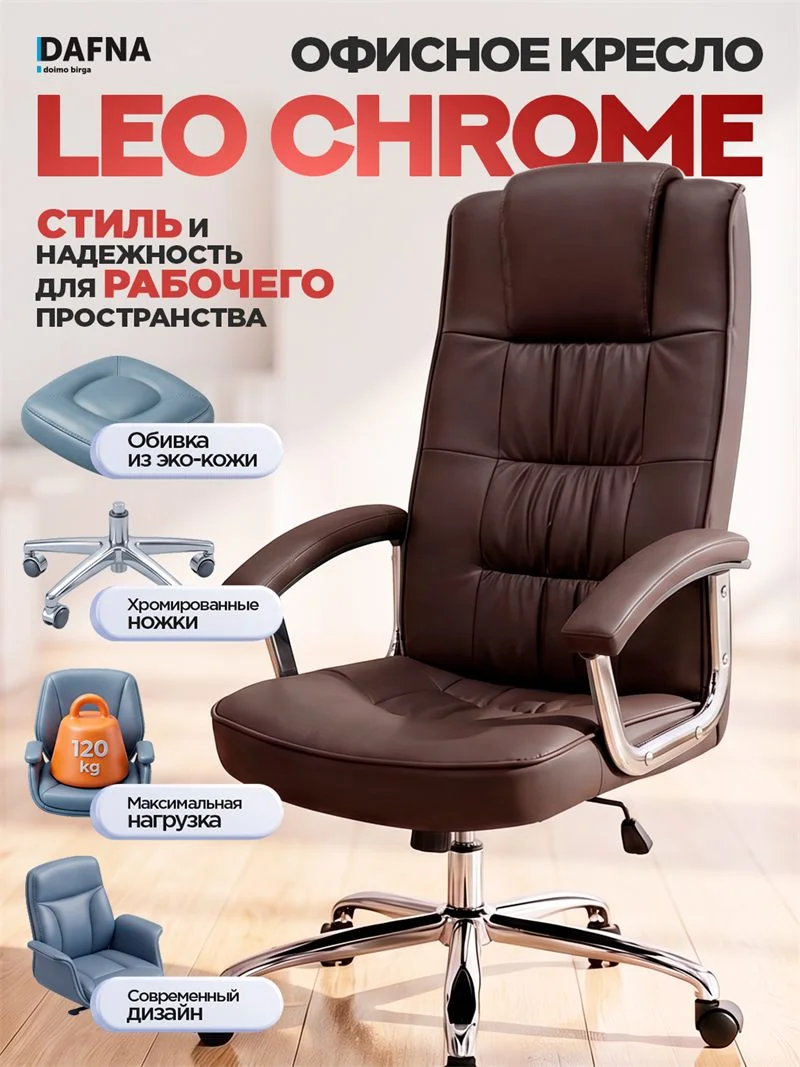 DAFNA
doimo birga
ОФИСНОЕ КРЕСЛО
LEO CHROME
СТИЛЬ и
НАДЕЖНОСТЬ
для РАБОЧЕГО
ПРОСТРАНСТВА
Обивка
из эко-кожи
Хромированные
ножки
120
kg
Максимальная
нагрузка
Современный
дизайн